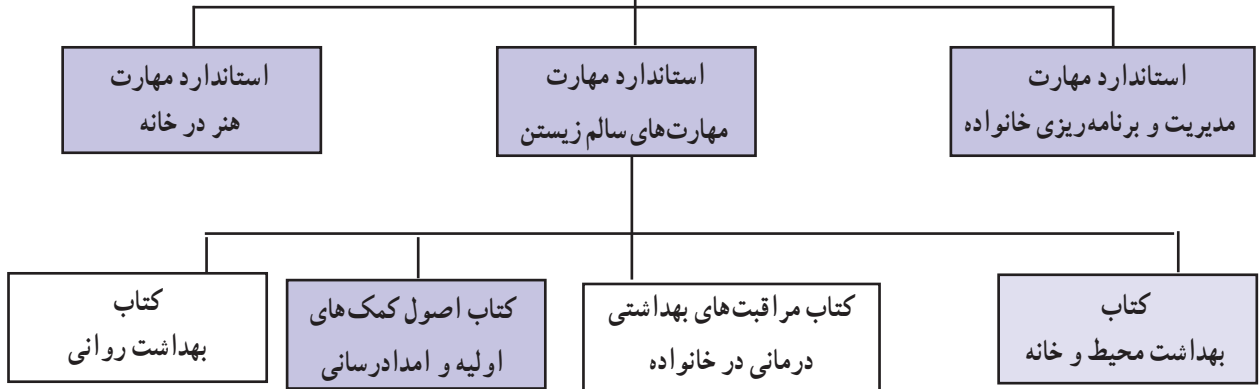 استاندارد مهارت
مدیریت و برنامه‌ریزی خانواده
استاندارد مهارت
مهارت‌های سالم زیستن
استاندارد مهارت
هنر در خانه
کتاب
بهداشت محیط و خانه
کتاب مراقبت‌های بهداشتی
درمانی در خانواده
کتاب اصول کمک‌های
اولیه و امدادرسانی
کتاب
بهداشت روانی